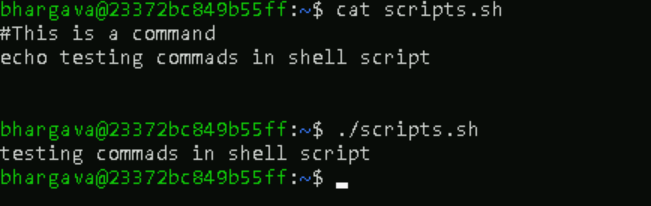 bhargava@23372bc849b55ff:~$ cat scripts.sh
#This is a command
echo testing commads in shell script
bhargava@23372bc849b55ff:~$ ./scripts.sh
testing commads in shell script
bhargava@23372bc849b55ff:~$